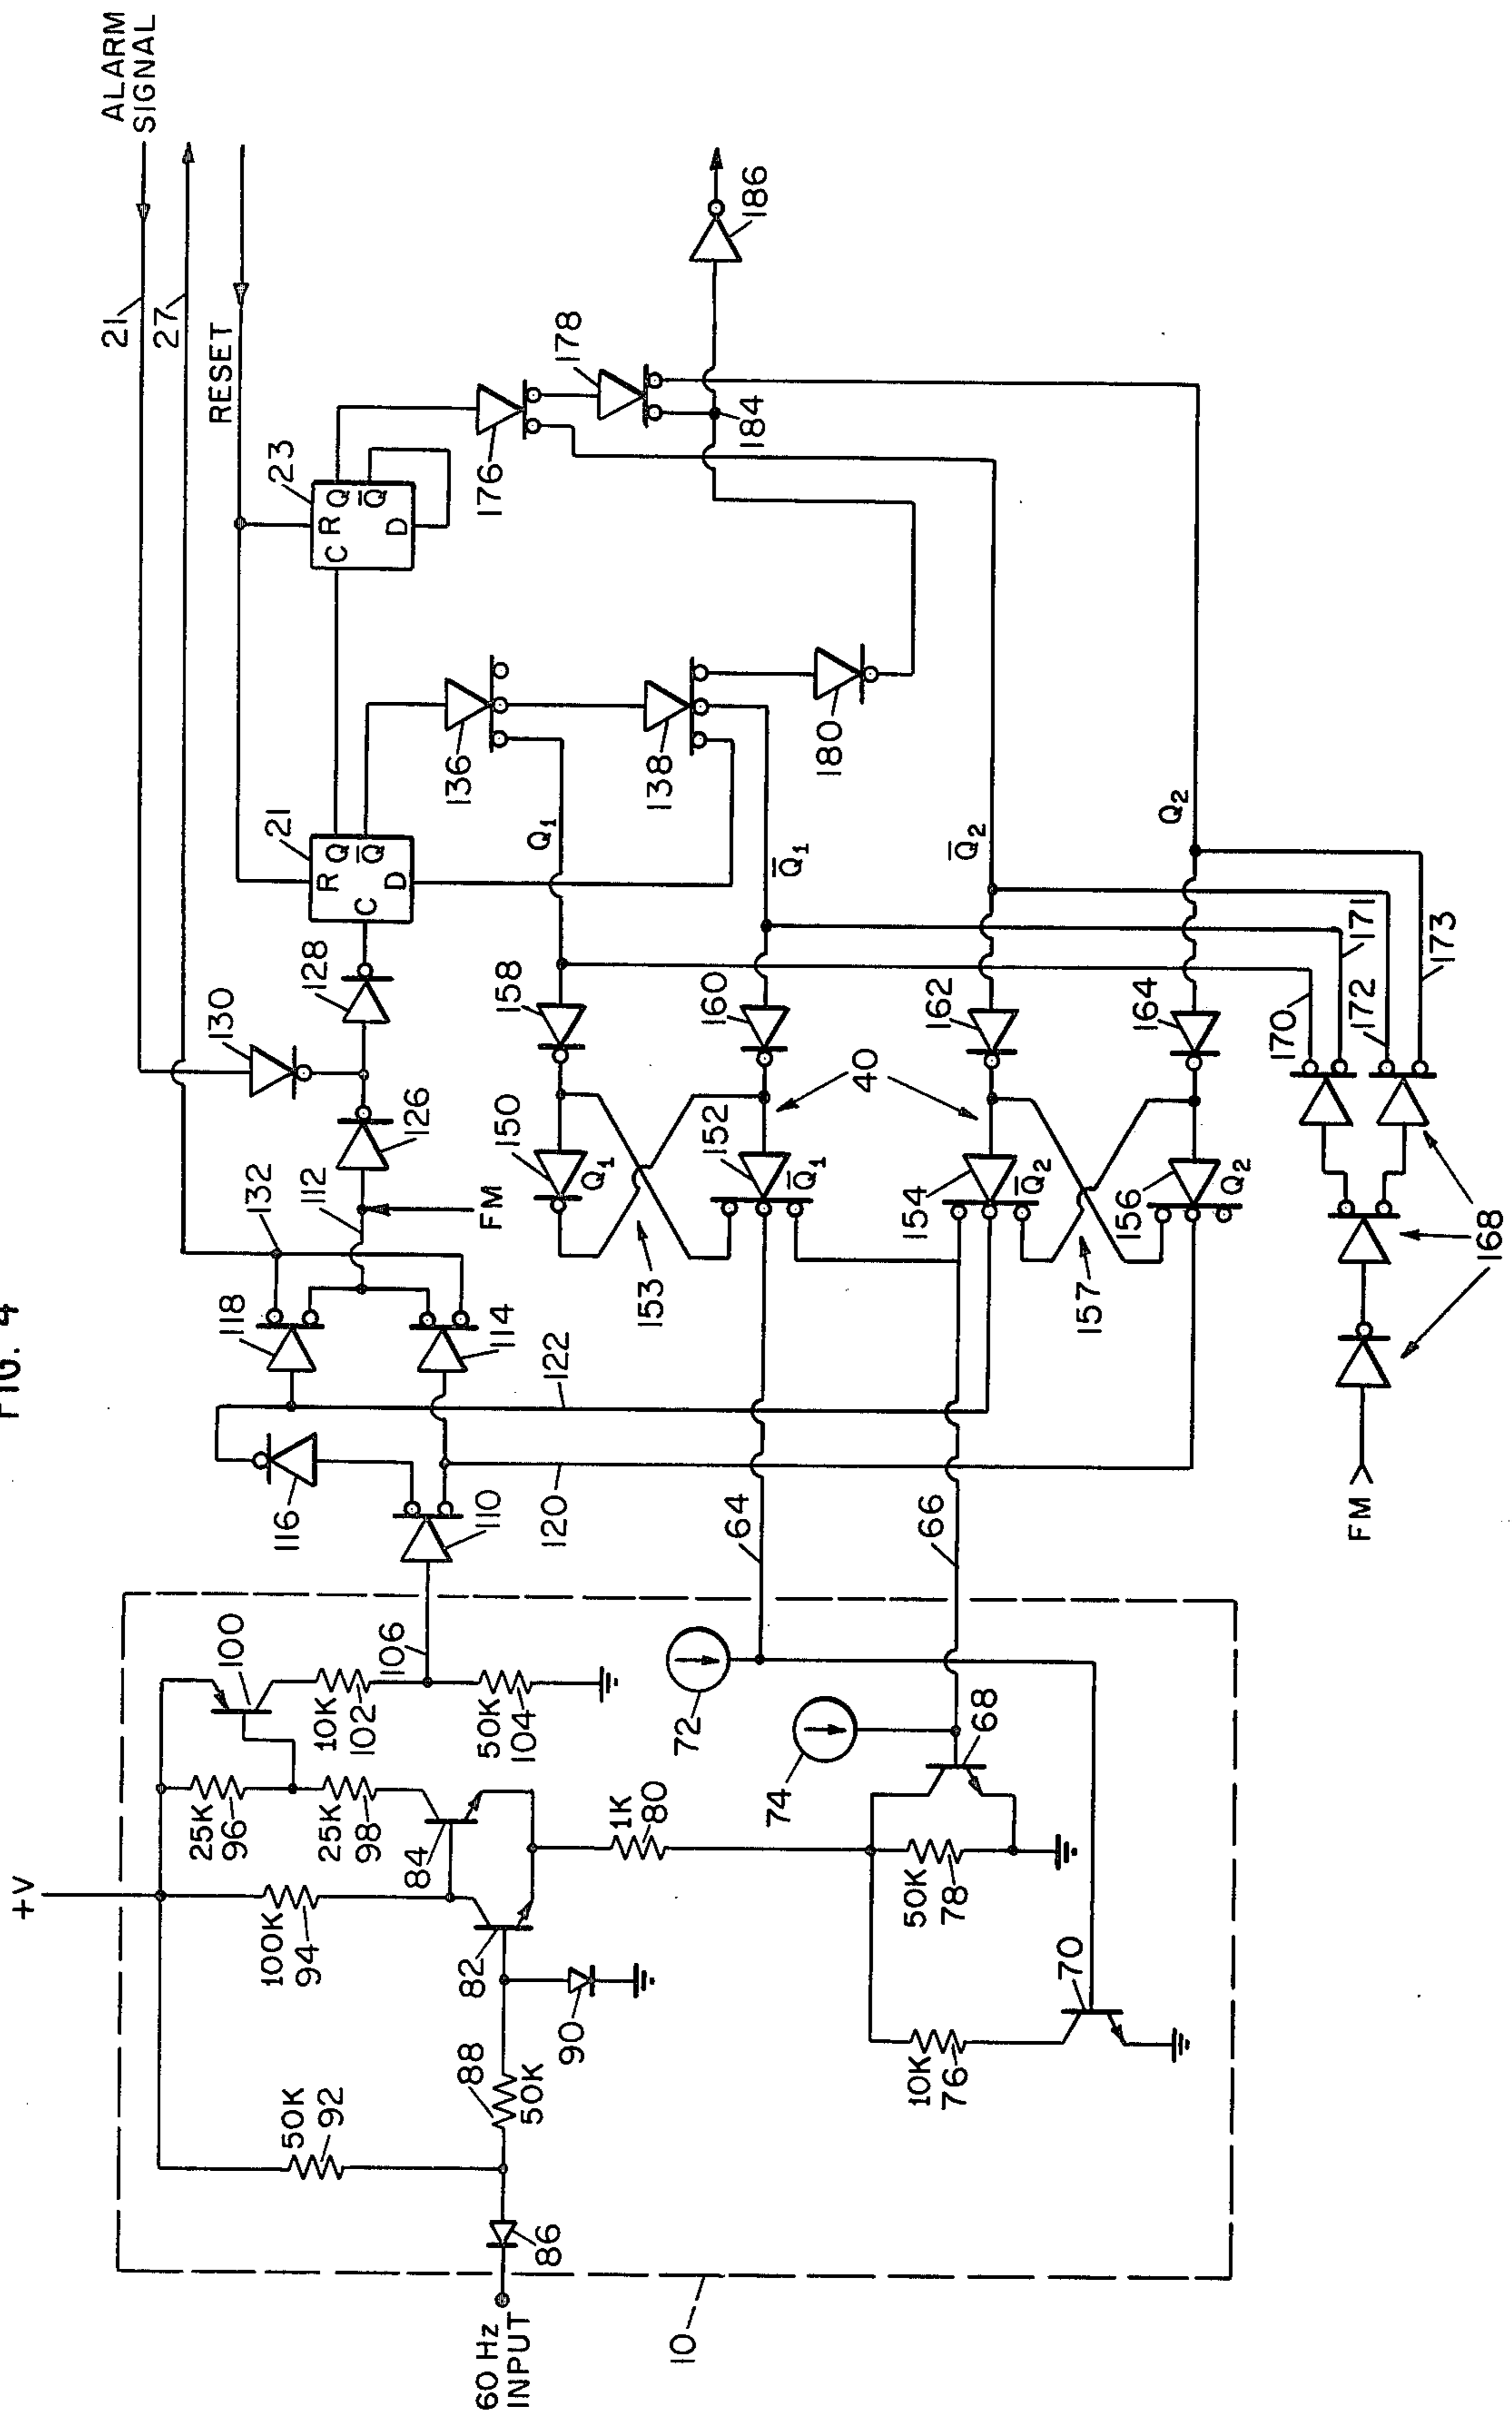 FIG. 4
ALARM
SIGNAL
21
27
RESET
+V
60 Hz
INPUT
10
86
50K
92
88
50K
90
82
100K
94
84
25K
96
25K
98
100
10K
102
106
50K
104
1K
80
72
74
68
50K
78
10K
76
70
64
66
110
116
120
122
118
114
132
112
FM
126
130
128
21
R
C
Q
Q̅
D
23
R
C
Q
Q̅
D
136
138
180
176
178
184
186
Q1
Q̅1
Q̅2
Q2
158
160
162
164
150
Q1
152
Q̅1
153
40
154
Q̅2
156
Q2
157
170
171
172
173
168
FM